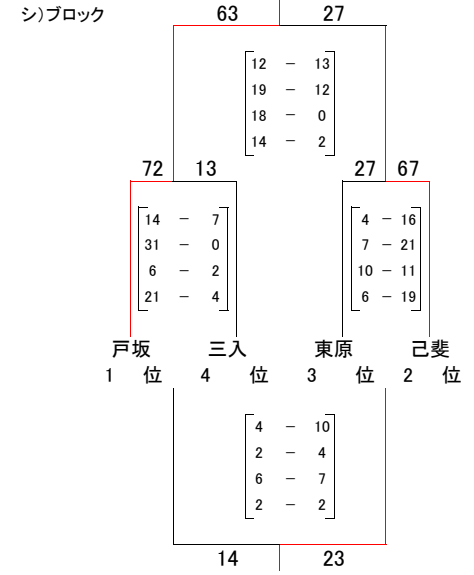 シ)ブロック 63 27
12 － 13
19 － 12
18 － 0
14 － 2
72 13 27 67
14 － 7 4 － 16
31 － 0 7 － 21
6 － 2 10 － 11
21 － 4 6 － 19
戸坂 三入 東原 己斐
1 位 4 位 3 位 2 位
4 － 10
2 － 4
6 － 7
2 － 2
14 23